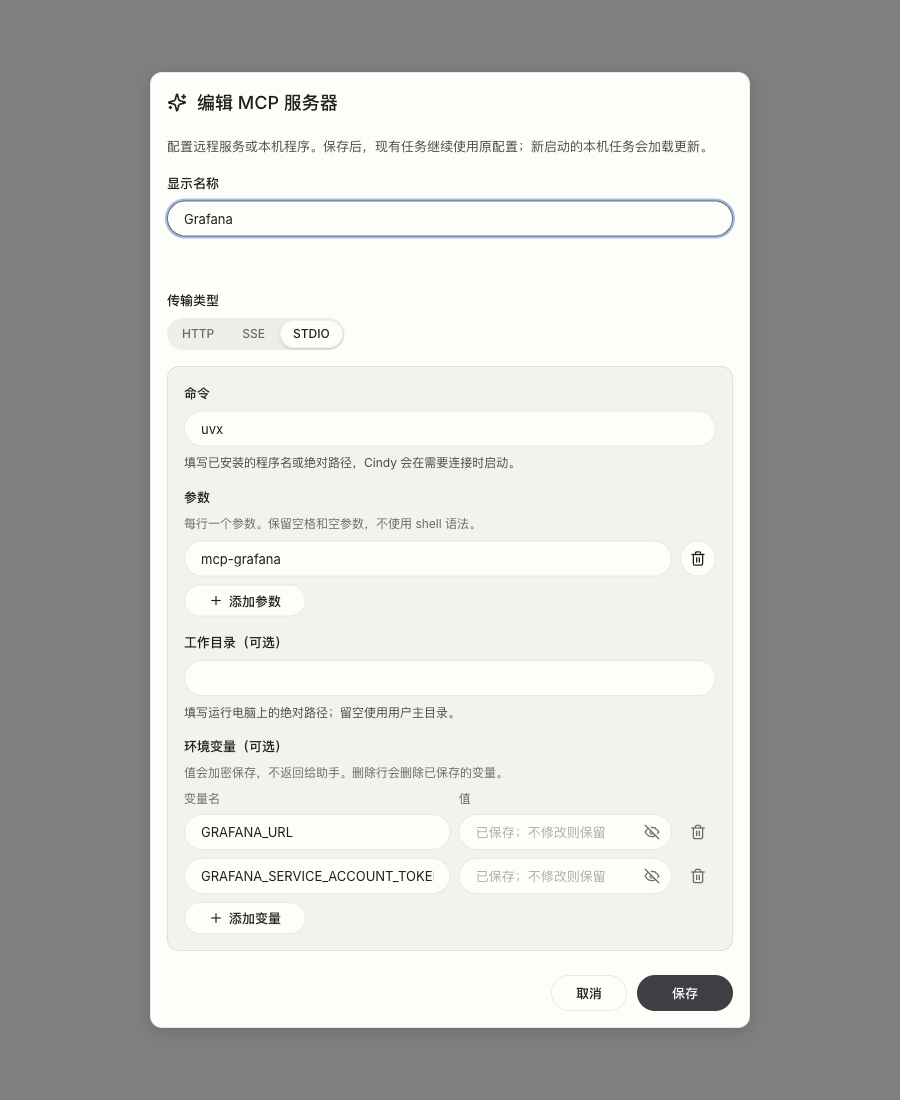 编辑 MCP 服务器
配置远程服务或本机程序。保存后，现有任务继续使用原配置；新启动的本机任务会加载更新。
显示名称
Grafana
传输类型
HTTP SSE STDIO
命令
uvx
填写已安装的程序名或绝对路径，Cindy 会在需要连接时启动。
参数
每行一个参数。保留空格和空参数，不使用 shell 语法。
mcp-grafana
+ 添加参数
工作目录（可选）
填写运行电脑上的绝对路径；留空使用用户主目录。
环境变量（可选）
值会加密保存，不返回给助手。删除行会删除已保存的变量。
变量名 值
GRAFANA_URL 已保存；不修改则保留
GRAFANA_SERVICE_ACCOUNT_TOKE 已保存；不修改则保留
+ 添加变量
取消 保存